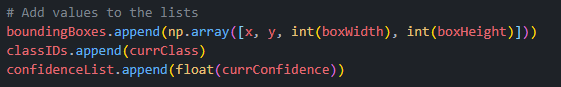 # Add values to the lists
boundingBoxes.append(np.array([x, y, int(boxWidth), int(boxHeight)]))
classIDs.append(currClass)
confidenceList.append(float(currConfidence))